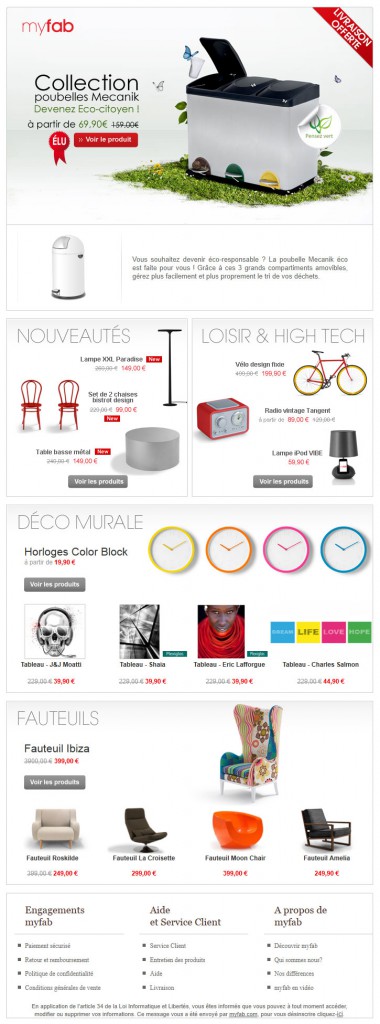 myfab
LIVRAISON
OFFERTE
Collection
poubelles Mecanik
Devenez Eco-citoyen !
à partir de 69,90€ 159,00€
ÉLU
>> Voir le produit
Pensez vert
Vous souhaitez devenir éco-responsable ? La poubelle Mecanik éco
est faite pour vous ! Grâce à ces 3 grands compartiments amovibles,
gérez plus facilement et plus proprement le tri de vos déchets.
NOUVEAUTÉS
Lampe XXL Paradise New
149,00 €
Set de 2 chaises
bistrot design
229,00 € 99,00 €
New
Table basse métal New
249,00 € 149,00 €
Voir les produits
LOISIR & HIGH TECH
Vélo design fixie
499,00 € 199,90 €
Radio vintage Tangent
à partir de 89,00 € 129,00 €
Lampe iPod VIBE
59,90 €
Voir les produits
DÉCO MURALE
Horloges Color Block
à partir de 19,90 €
Voir les produits
Plexiglas
Plexiglas
DREAM LIFE LOVE HOPE
Tableau - J&J Moatti
229,00 € 39,90 €
Tableau - Shaia
229,00 € 39,90 €
Tableau - Eric Lafforgue
229,00 € 39,90 €
Tableau - Charles Salmon
229,00 € 44,90 €
FAUTEUILS
Fauteuil Ibiza
399,00 €
Voir les produits
Fauteuil Roskilde
399,00 € 249,00 €
Fauteuil La Croisette
299,00 €
Fauteuil Moon Chair
399,00 €
Fauteuil Amelia
249,90 €
Engagements
myfab
Paiement sécurisé
Retour et remboursement
Politique de confidentialité
Conditions générales de vente
Aide
et Service Client
Service Client
Entretien des produits
Aide
Livraison
A propos de
myfab
Découvrir myfab
Qui sommes nous?
Nos différences
myfab en vidéo
En application de l'article 34 de la Loi Informatique et Libertés, vous êtes informés que vous pouvez à tout moment accéder,
modifier ou supprimer vos informations. Ce message vous a été envoyé par myfab.com, pour vous désinscrire cliquez-ici